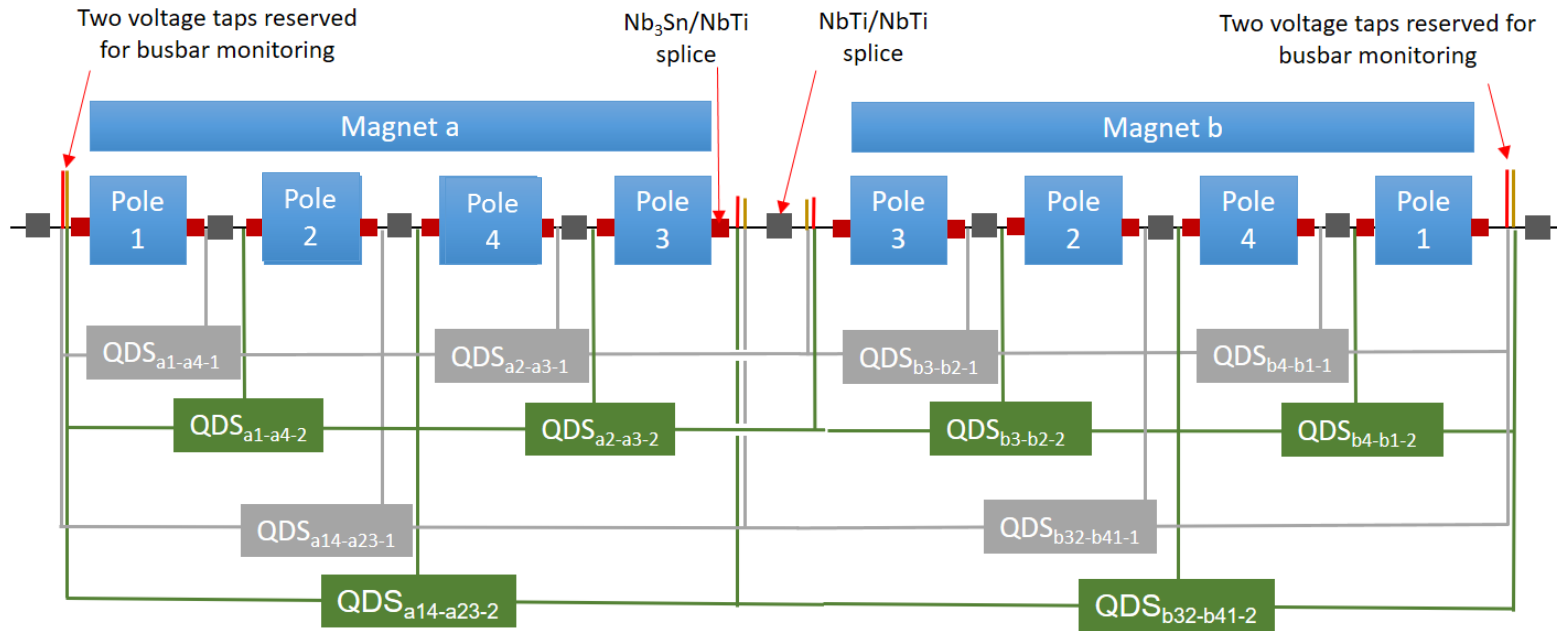 Two voltage taps reserved
for busbar monitoring
Nb₃Sn/NbTi
splice
NbTi/NbTi
splice
Two voltage taps reserved for
busbar monitoring
Magnet a
Magnet b
Pole
1
Pole
2
Pole
4
Pole
3
Pole
3
Pole
2
Pole
4
Pole
1
QDSa1-a4-1
QDSa2-a3-1
QDSb3-b2-1
QDSb4-b1-1
QDSa1-a4-2
QDSa2-a3-2
QDSb3-b2-2
QDSb4-b1-2
QDSa14-a23-1
QDSb32-b41-1
QDSa14-a23-2
QDSb32-b41-2